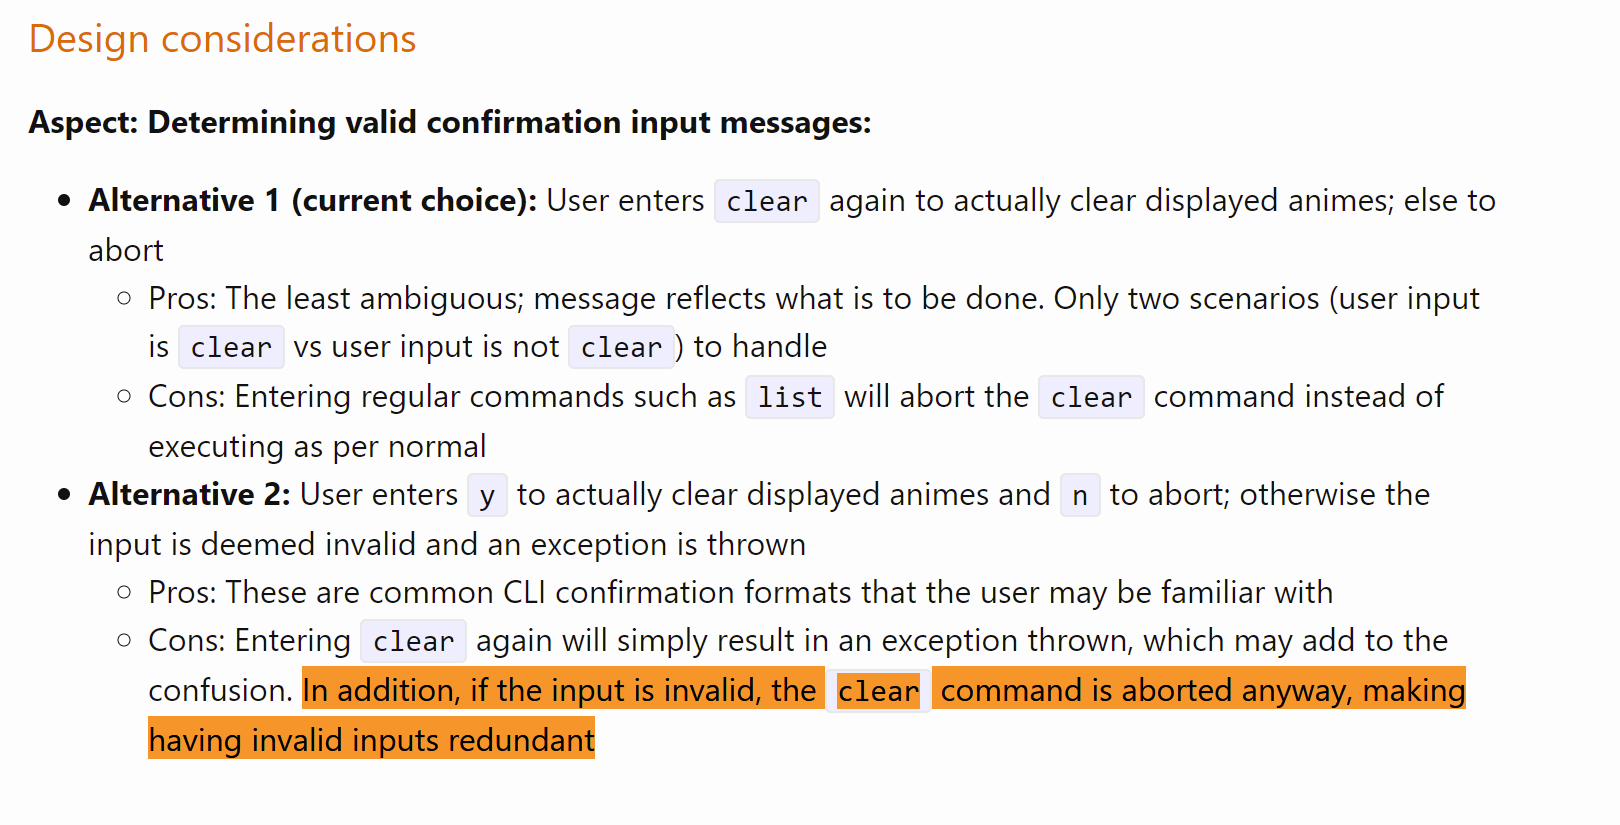 Design considerations
Aspect: Determining valid confirmation input messages:
Alternative 1 (current choice): User enters clear again to actually clear displayed animes; else to
abort
Pros: The least ambiguous; message reflects what is to be done. Only two scenarios (user input
is clear vs user input is not clear) to handle
Cons: Entering regular commands such as list will abort the clear command instead of
executing as per normal
Alternative 2: User enters y to actually clear displayed animes and n to abort; otherwise the
input is deemed invalid and an exception is thrown
Pros: These are common CLI confirmation formats that the user may be familiar with
Cons: Entering clear again will simply result in an exception thrown, which may add to the
confusion. In addition, if the input is invalid, the clear command is aborted anyway, making
having invalid inputs redundant